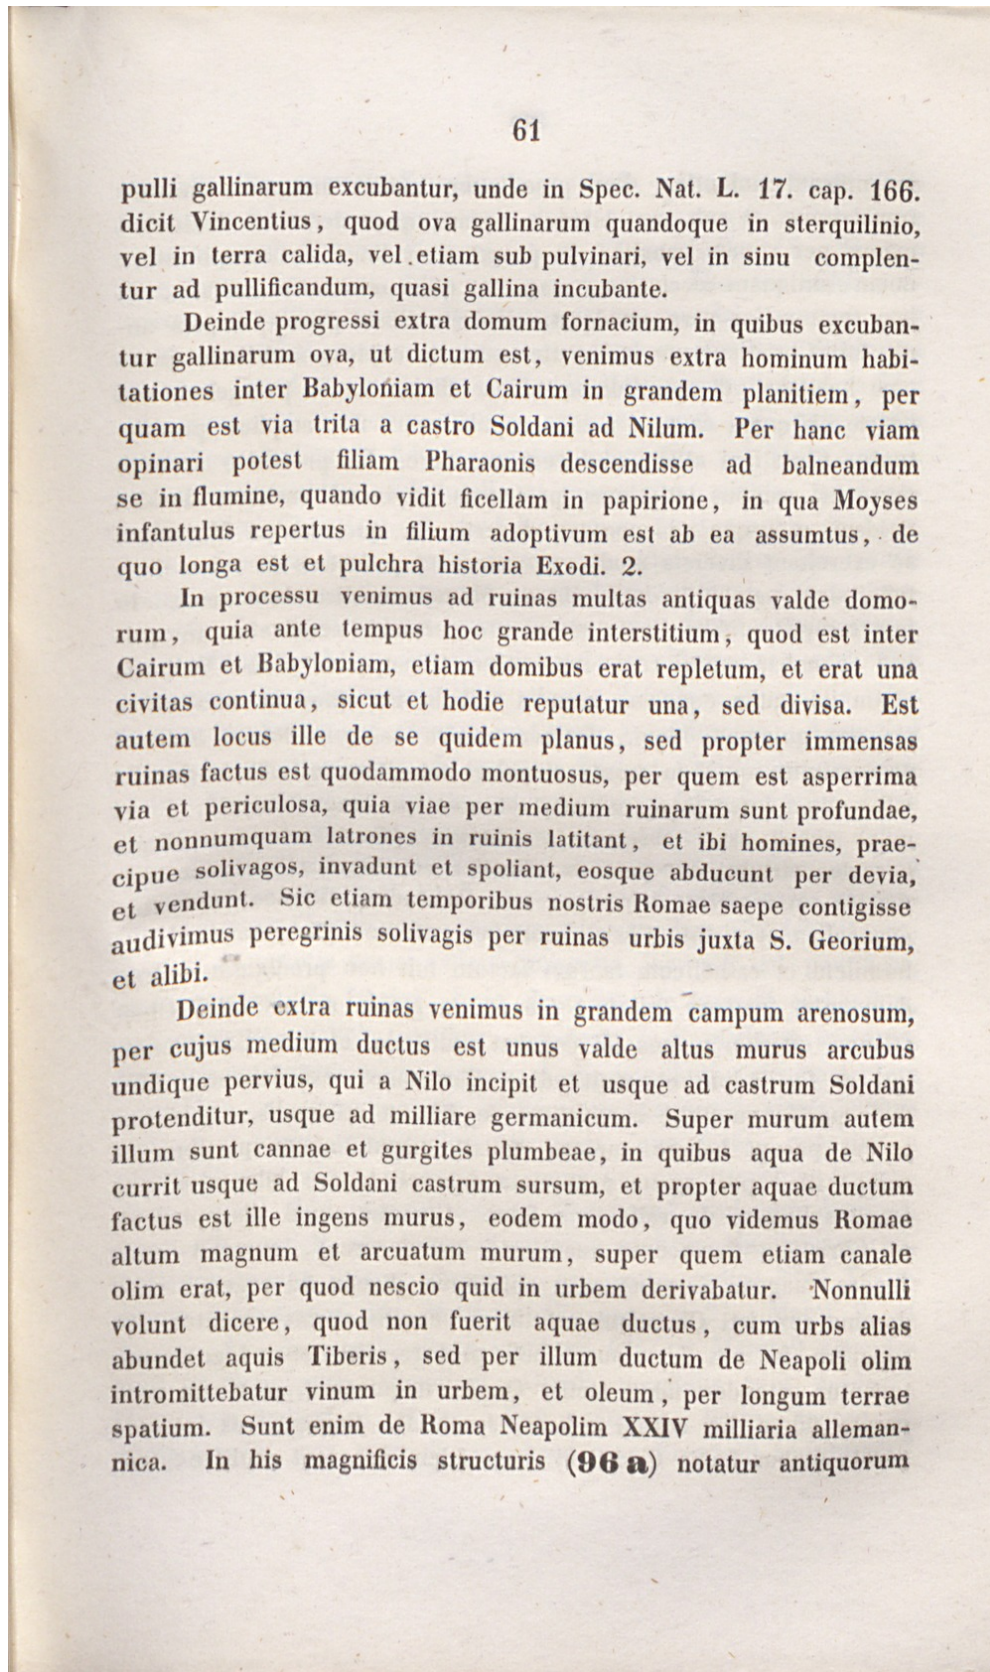 61
pulli gallinarum excubantur, unde in Spec. Nat. L. 17. cap. 166.
dicit Vincentius, quod ova gallinarum quandoque in sterquilinio,
vel in terra calida, vel etiam sub pulvinari, vel in sinu complen-
tur ad pullificandum, quasi gallina incubante.
Deinde progressi extra domum fornacium, in quibus excuban-
tur gallinarum ova, ut dictum est, venimus extra hominum habi-
tationes inter Babyloniam et Cairum in grandem planitiem, per
quam est via trita a castro Soldani ad Nilum. Per hanc viam
opinari potest filiam Pharaonis descendisse ad balneandum
se in flumine, quando vidit ficellam in papirione, in qua Moyses
infantulus repertus in filium adoptivum est ab ea assumtus, de
quo longa est et pulchra historia Exodi. 2.
In processu venimus ad ruinas multas antiquas valde domo-
rum, quia ante tempus hoc grande interstitium, quod est inter
Cairum et Babyloniam, etiam domibus erat repletum, et erat una
civitas continua, sicut et hodie reputatur una, sed divisa. Est
autem locus ille de se quidem planus, sed propter immensas
ruinas factus est quodammodo montuosus, per quem est asperrima
via et periculosa, quia viae per medium ruinarum sunt profundae,
et nonnumquam latrones in ruinis latitant, et ibi homines, prae-
cipue solivagos, invadunt et spoliant, eosque abducunt per devia,
et vendunt. Sic etiam temporibus nostris Romae saepe contigisse
audivimus peregrinis solivagis per ruinas urbis juxta S. Georium,
et alibi.
Deinde extra ruinas venimus in grandem campum arenosum,
per cujus medium ductus est unus valde altus murus arcubus
undique pervius, qui a Nilo incipit et usque ad castrum Soldani
protenditur, usque ad milliare germanicum. Super murum autem
illum sunt cannae et gurgites plumbeae, in quibus aqua de Nilo
currit usque ad Soldani castrum sursum, et propter aquae ductum
factus est ille ingens murus, eodem modo, quo videmus Romae
altum magnum et arcuatum murum, super quem etiam canale
olim erat, per quod nescio quid in urbem derivabatur. Nonnulli
volunt dicere, quod non fuerit aquae ductus, cum urbs alias
abundet aquis Tiberis, sed per illum ductum de Neapoli olim
intromittebatur vinum in urbem, et oleum, per longum terrae
spatium. Sunt enim de Roma Neapolim XXIV milliaria alleman-
nica. In his magnificis structuris (96 a) notatur antiquorum